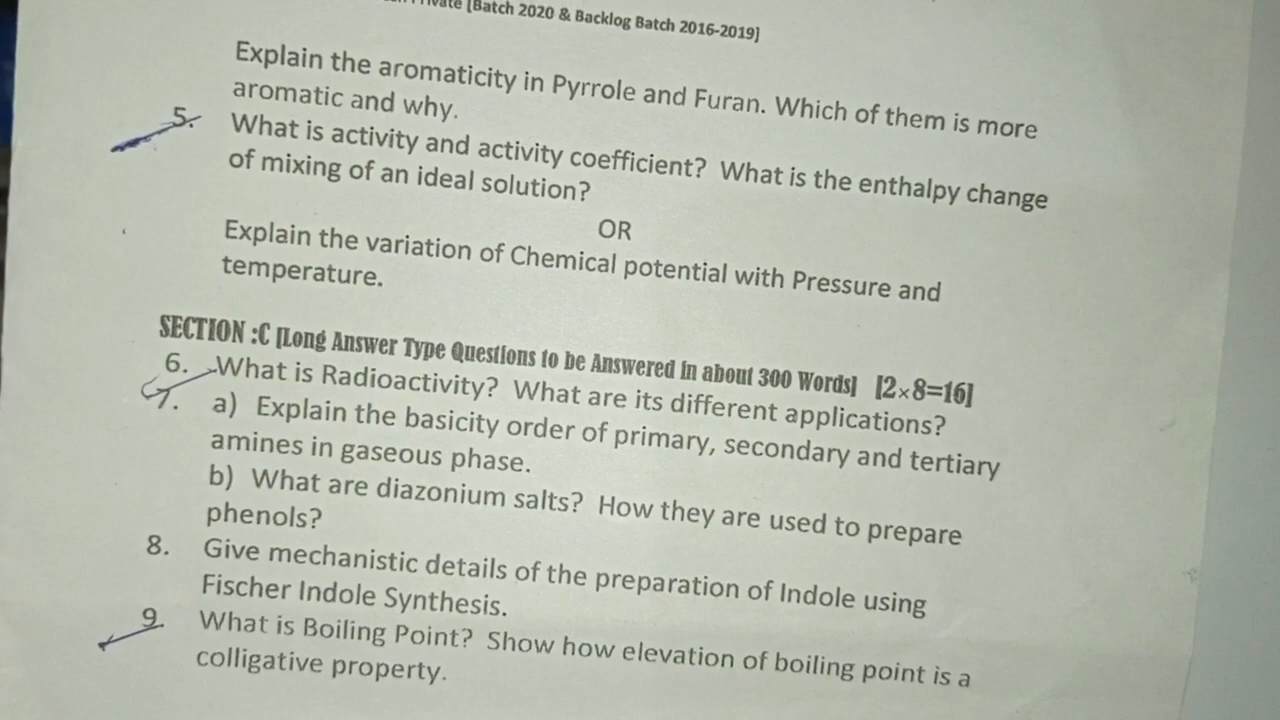 [Batch 2020 & Backlog Batch 2016-2019]
Explain the aromaticity in Pyrrole and Furan. Which of them is more
aromatic and why.
5. What is activity and activity coefficient? What is the enthalpy change
of mixing of an ideal solution?
OR
Explain the variation of Chemical potential with Pressure and
temperature.
SECTION :C [Long Answer Type Questions to be Answered in about 300 Words] [2×8=16]
6. What is Radioactivity? What are its different applications?
7. a) Explain the basicity order of primary, secondary and tertiary
amines in gaseous phase.
b) What are diazonium salts? How they are used to prepare
phenols?
8. Give mechanistic details of the preparation of Indole using
Fischer Indole Synthesis.
9. What is Boiling Point? Show how elevation of boiling point is a
colligative property.